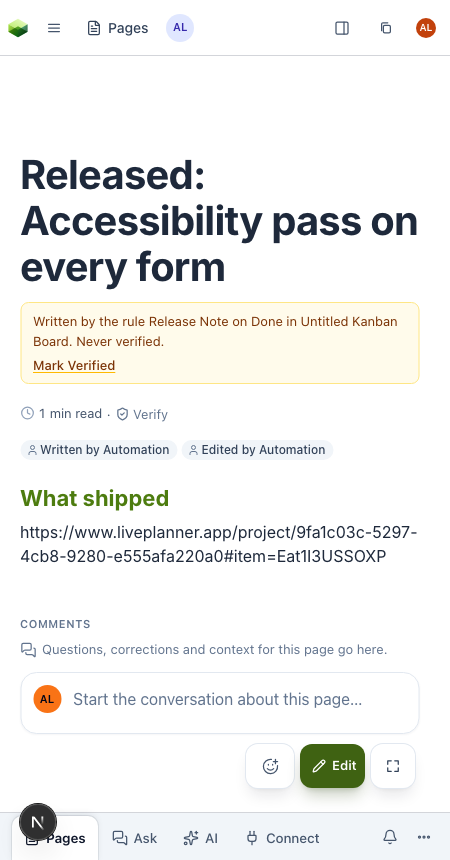 Pages
AL
AL
Released:
Accessibility pass on
every form
Written by the rule Release Note on Done in Untitled Kanban
Board. Never verified.
Mark Verified
1 min read · Verify
Written by Automation
Edited by Automation
What shipped
https://www.liveplanner.app/project/9fa1c03c-5297-
4cb8-9280-e555afa220a0#item=Eat1I3USSOXP
COMMENTS
Questions, corrections and context for this page go here.
AL
Start the conversation about this page...
Edit
N
Pages
Ask
AI
Connect